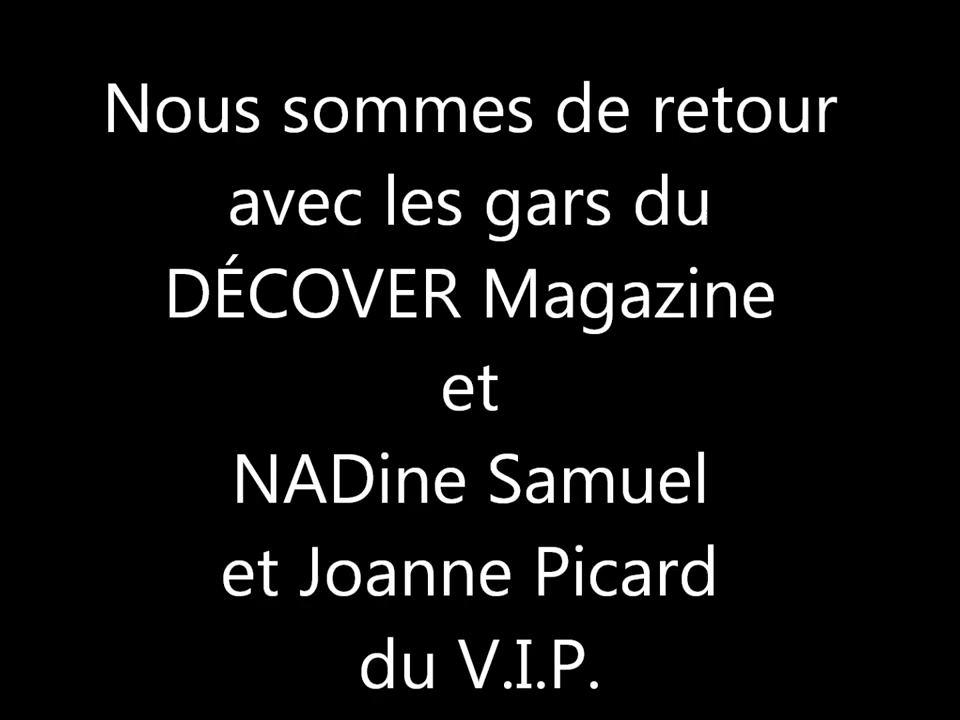 Nous sommes de retour
avec les gars du
DÉCOVER Magazine
et
NADine Samuel
et Joanne Picard
du V.I.P.